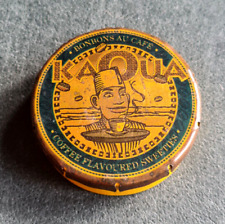 BONBONS AU CAFÉ
KAOUA
COFFEE FLAVOURED SWEETIES